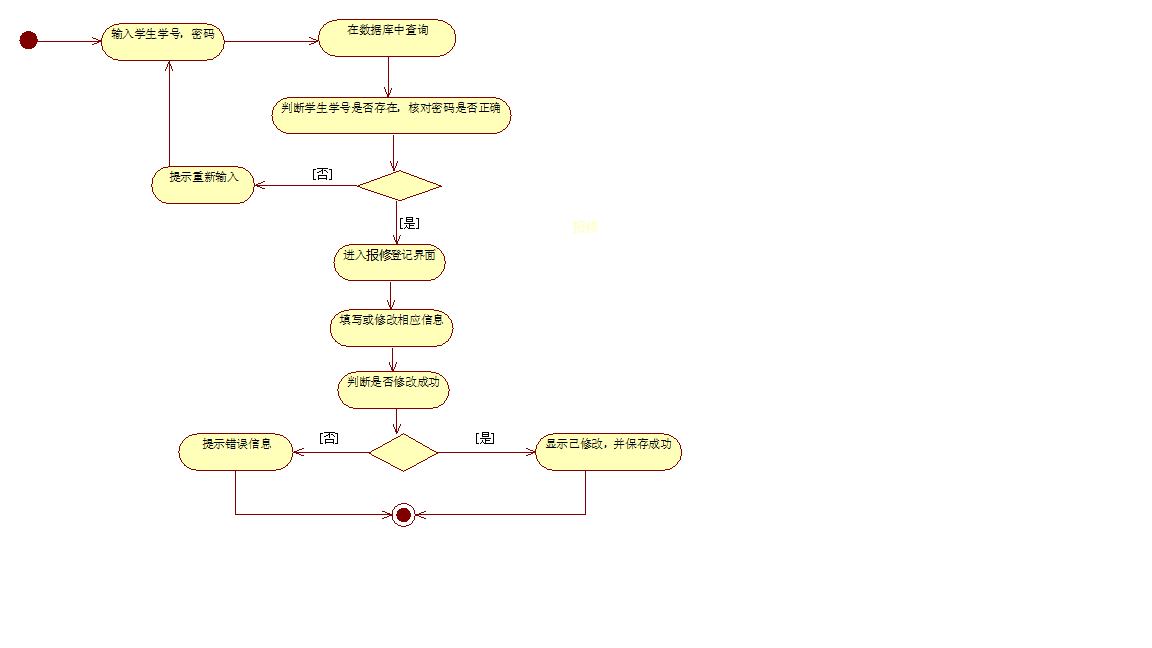 输入学生学号，密码
在数据库中查询
判断学生学号是否存在，核对密码是否正确
[否]
提示重新输入
[是]
报修
进入报修登记界面
填写或修改相应信息
判断是否修改成功
[否]
[是]
提示错误信息
显示已修改，并保存成功